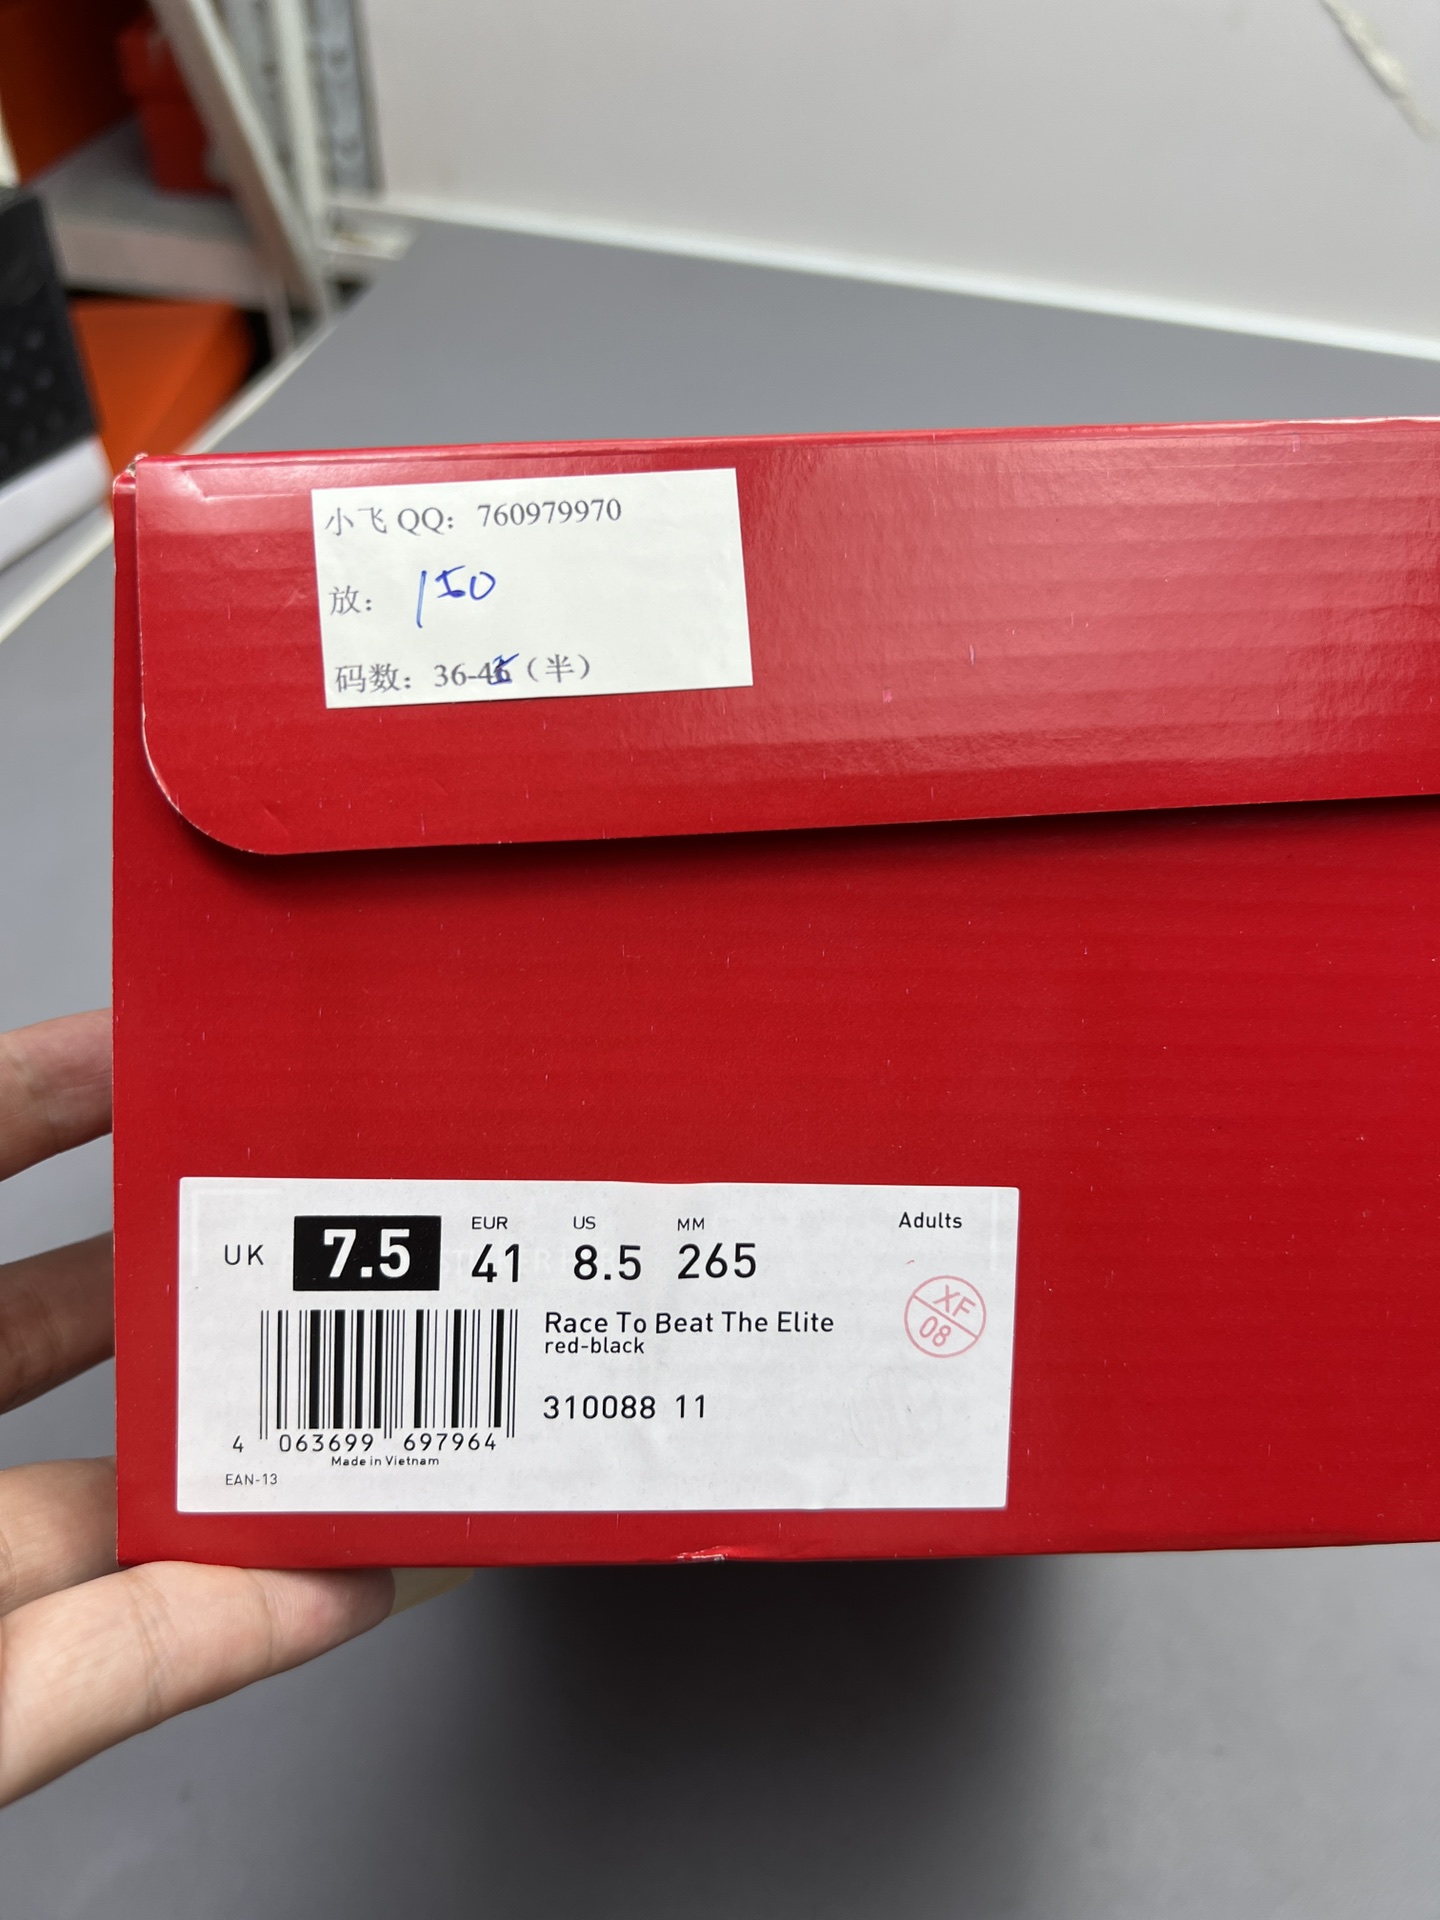 小飞 QQ：760979970
放： 150
码数：36-45（半）
UK 7.5 EUR 41 US 8.5 MM 265 Adults
Race To Beat The Elite
red-black
XF
08
310088 11
4 063699 697964
Made in Vietnam
EAN-13